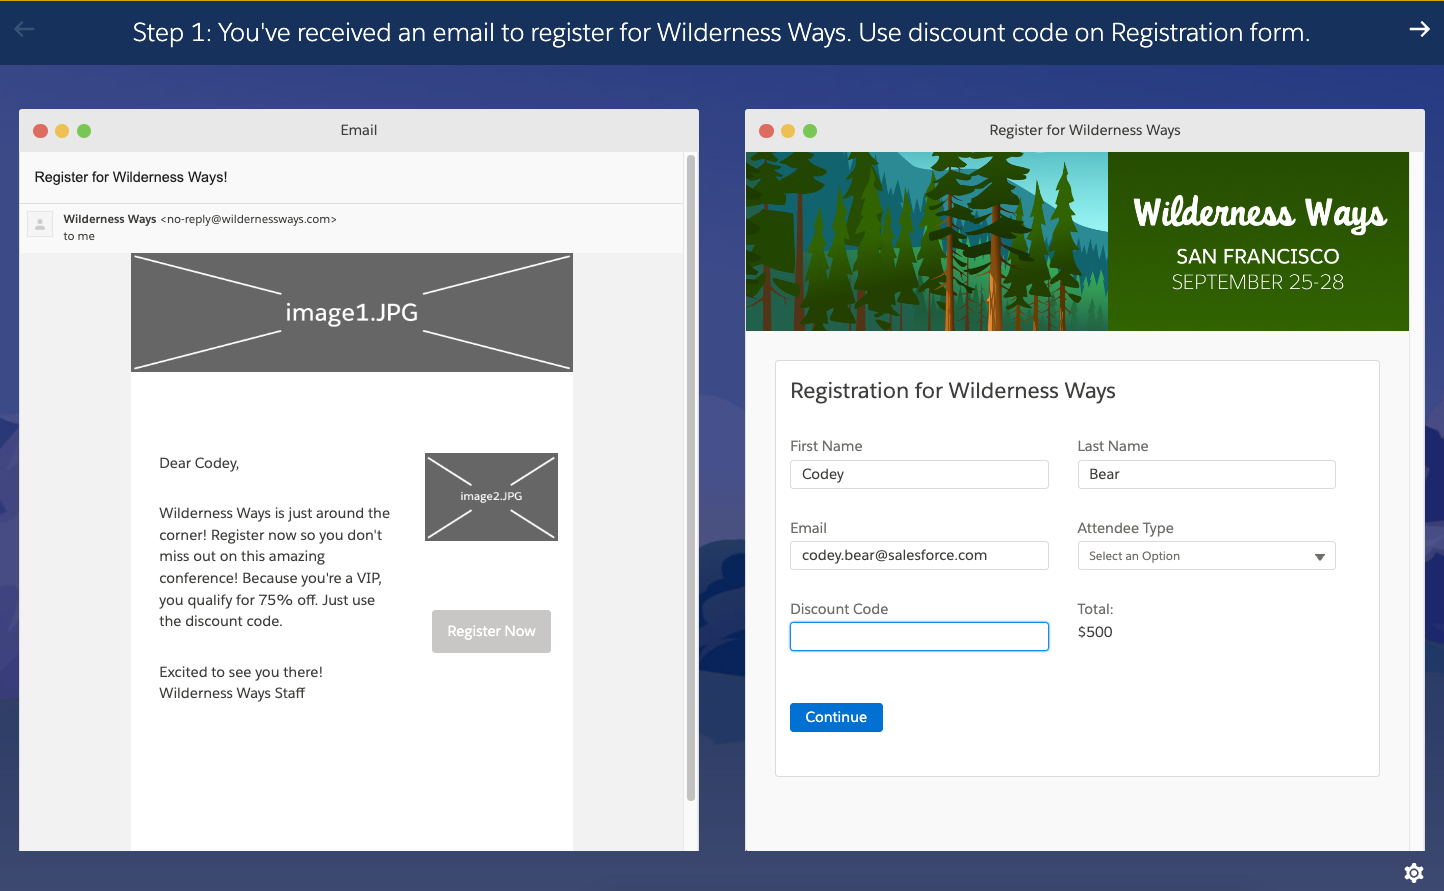 Step 1: You've received an email to register for Wilderness Ways. Use discount code on Registration form.
Email
Register for Wilderness Ways!
Wilderness Ways <no-reply@wildernessways.com>
to me
image1.JPG
Dear Codey,
Wilderness Ways is just around the
corner! Register now so you don't
miss out on this amazing
conference! Because you're a VIP,
you qualify for 75% off. Just use
the discount code.
Excited to see you there!
Wilderness Ways Staff
image2.JPG
Register Now
Register for Wilderness Ways
Wilderness Ways
SAN FRANCISCO
SEPTEMBER 25-28
Registration for Wilderness Ways
First Name
Codey
Last Name
Bear
Email
codey.bear@salesforce.com
Attendee Type
Select an Option
Discount Code
Total:
$500
Continue